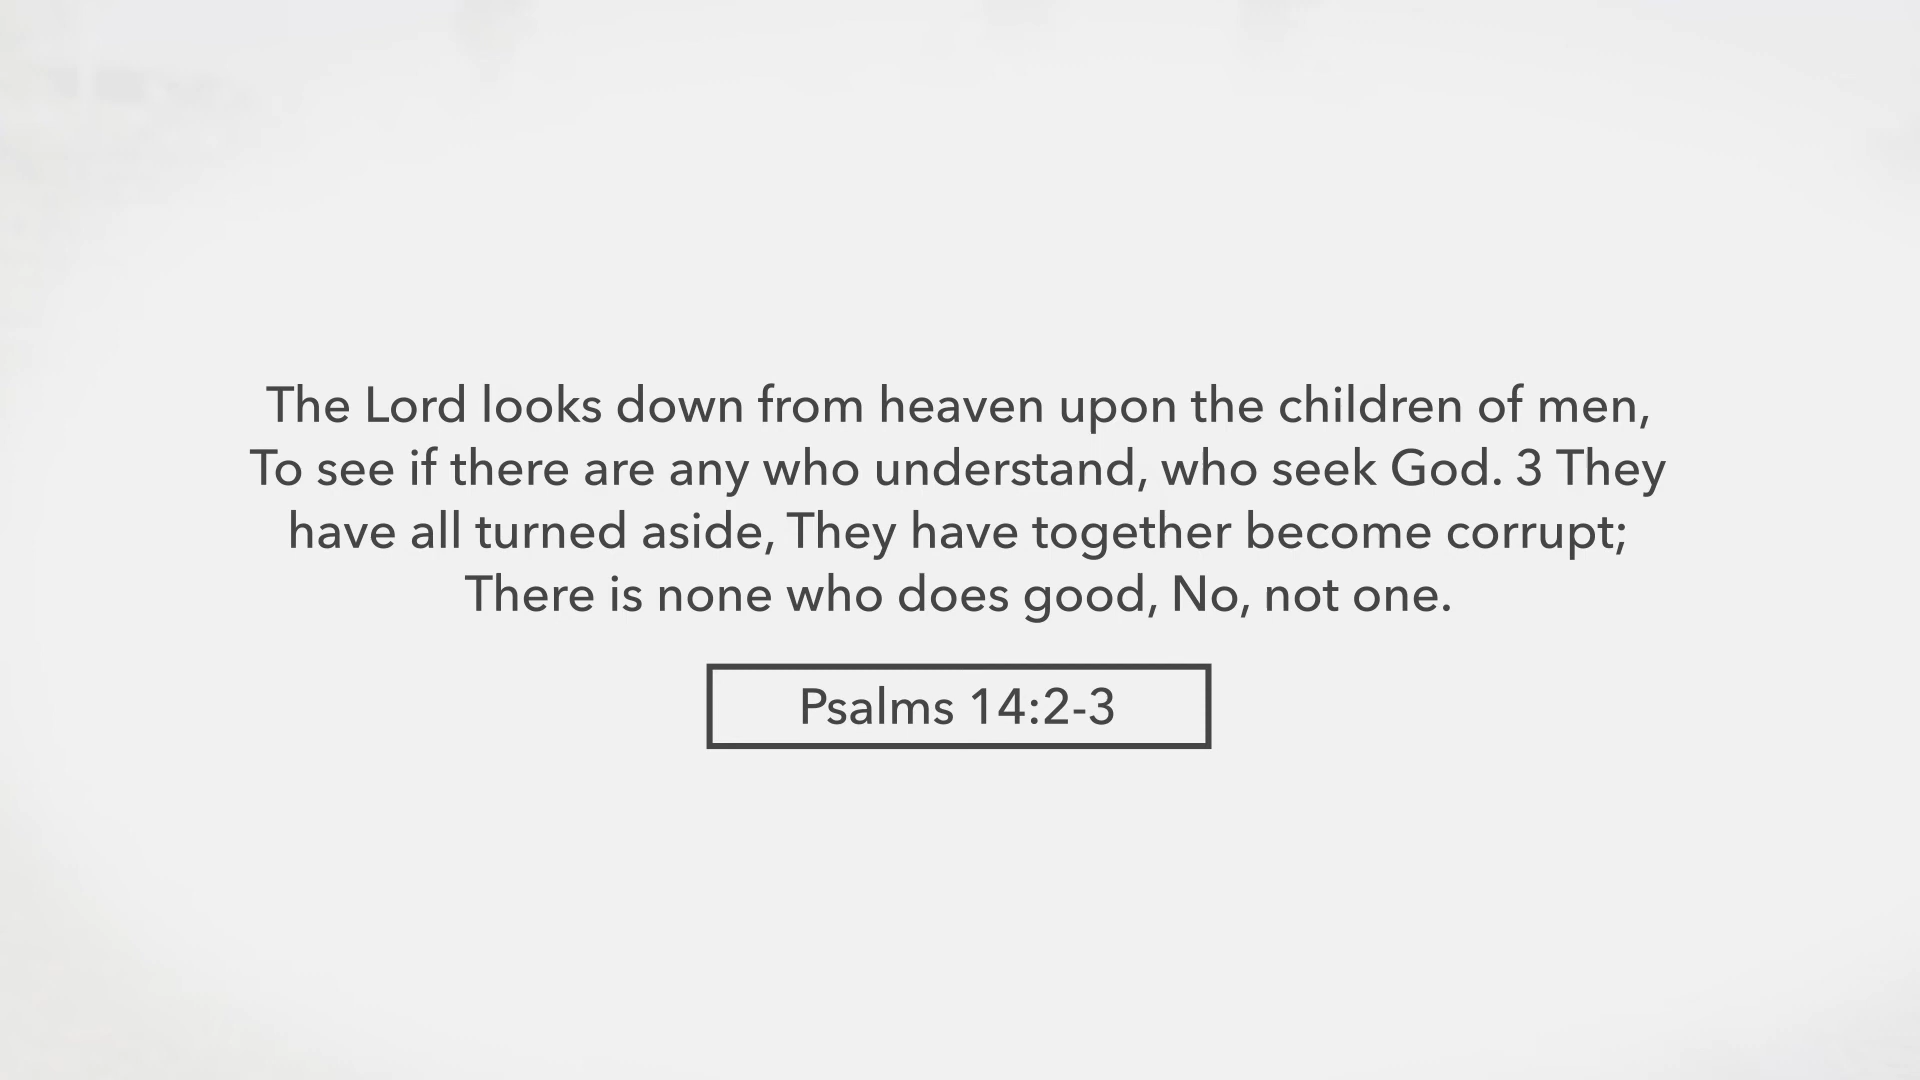 The Lord looks down from heaven upon the children of men,
To see if there are any who understand, who seek God. 3 They
have all turned aside, They have together become corrupt;
There is none who does good, No, not one.
Psalms 14:2-3